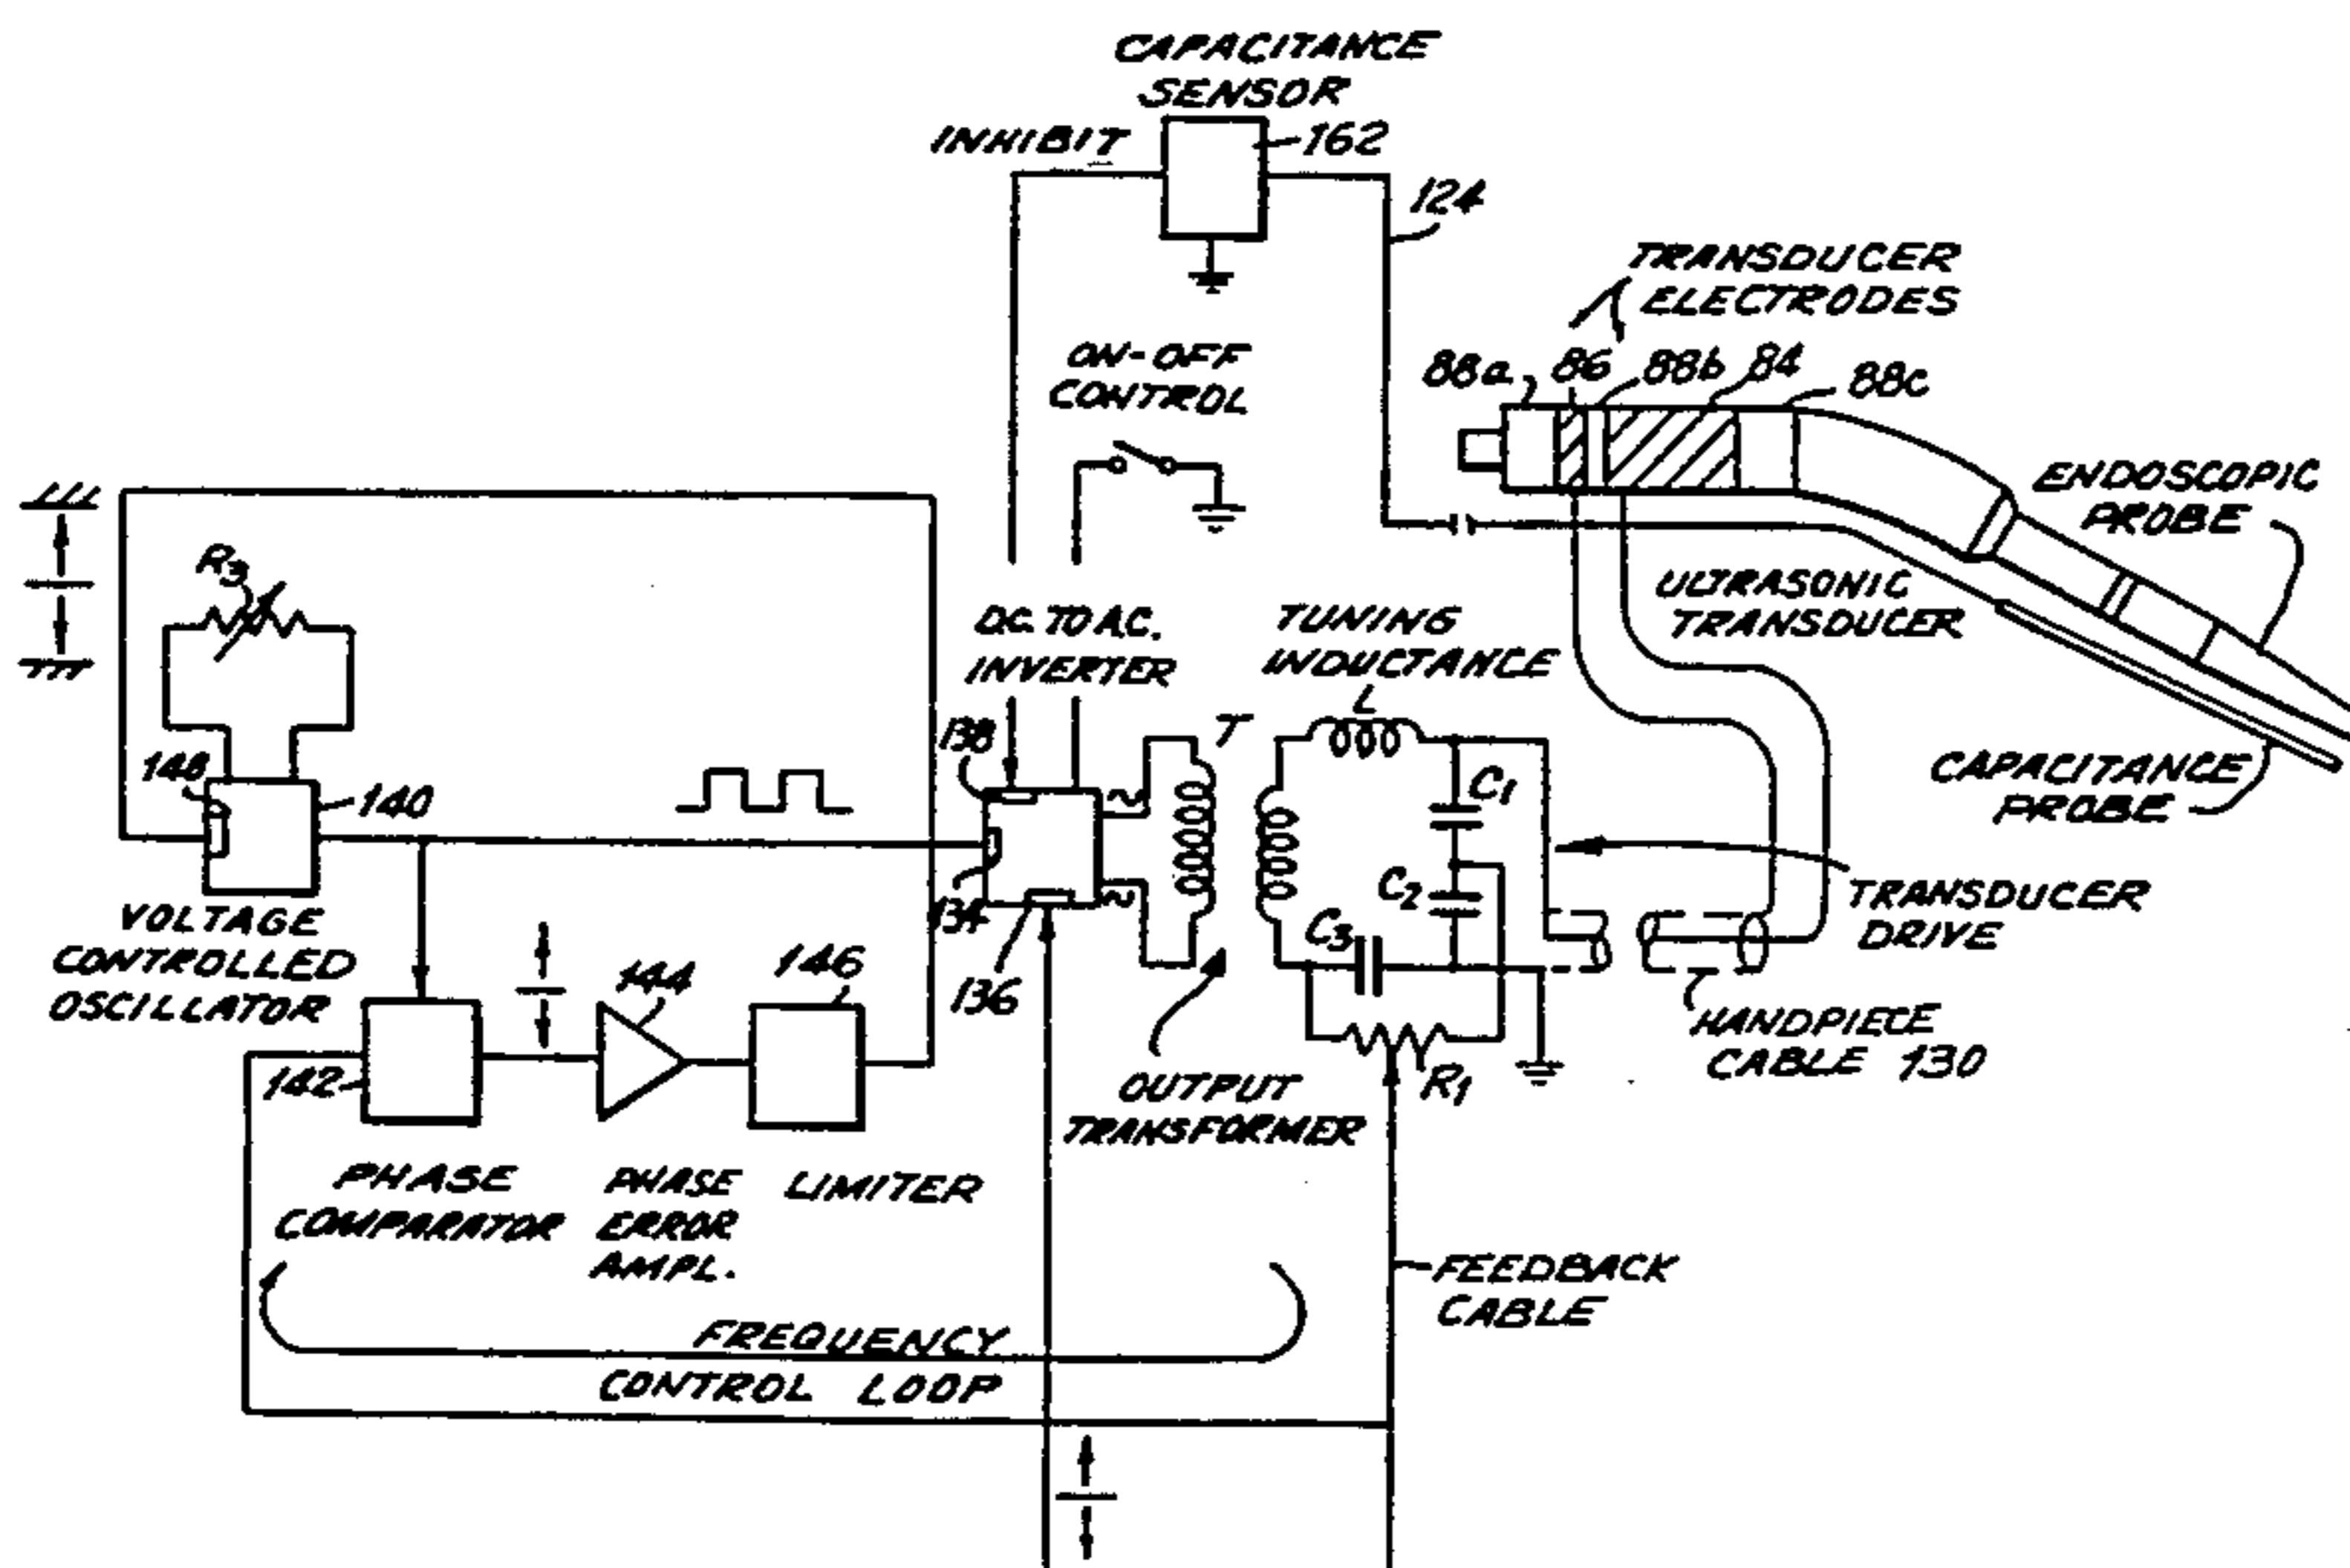 CAPACITANCE
SENSOR
INHIBIT
162
124
TRANSDUCER
ELECTRODES
ON-OFF
CONTROL
88a
86
88b
84
88c
ENDOSCOPIC
PROBE
R3
ULTRASONIC
TRANSDUCER
D.C. TO A.C.
INVERTER
TUNING
INDUCTANCE
L
T
138
148
140
C1
CAPACITANCE
PROBE
C2
134
TRANSDUCER
DRIVE
VOLTAGE
CONTROLLED
OSCILLATOR
144
146
136
C3
HANDPIECE
CABLE 130
142
R1
OUTPUT
TRANSFORMER
PHASE
COMPARATOR
PHASE
ERROR
AMPL.
LIMITER
FEEDBACK
CABLE
FREQUENCY
CONTROL LOOP